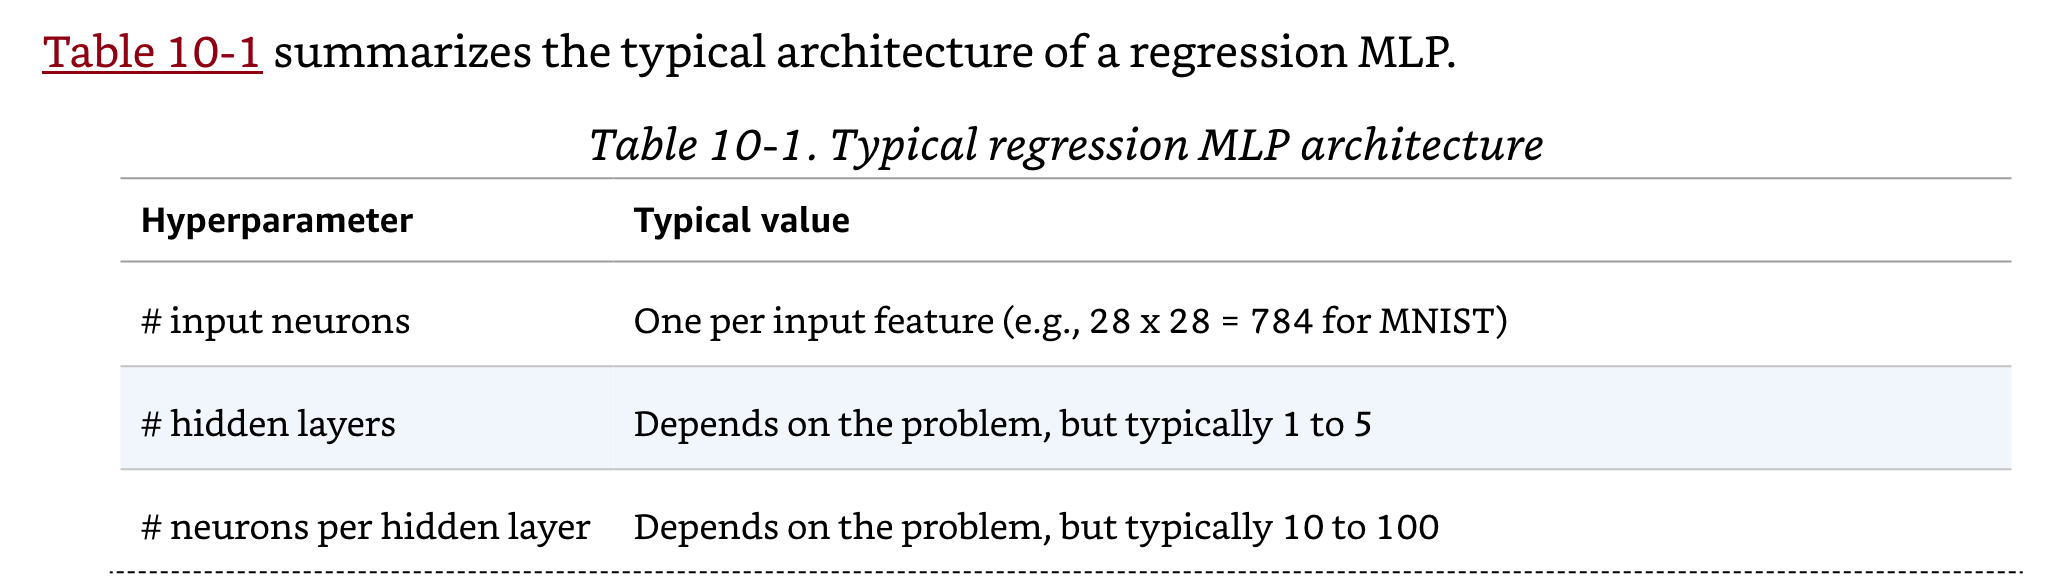 Table 10-1 summarizes the typical architecture of a regression MLP.
Table 10-1. Typical regression MLP architecture
Hyperparameter Typical value
# input neurons One per input feature (e.g., 28 x 28 = 784 for MNIST)
# hidden layers Depends on the problem, but typically 1 to 5
# neurons per hidden layer Depends on the problem, but typically 10 to 100